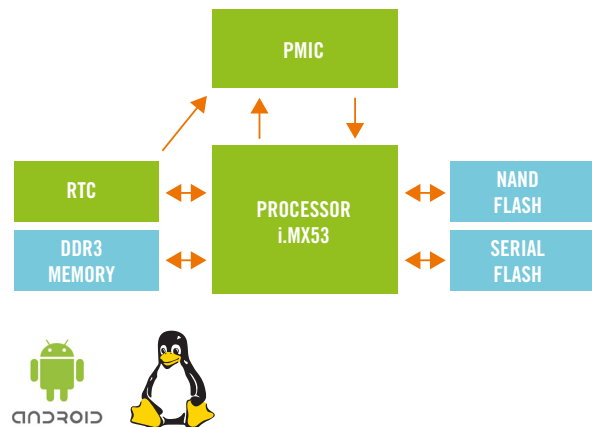 PMIC
RTC
PROCESSOR
i.MX53
NAND
FLASH
DDR3
MEMORY
SERIAL
FLASH
ANDROID